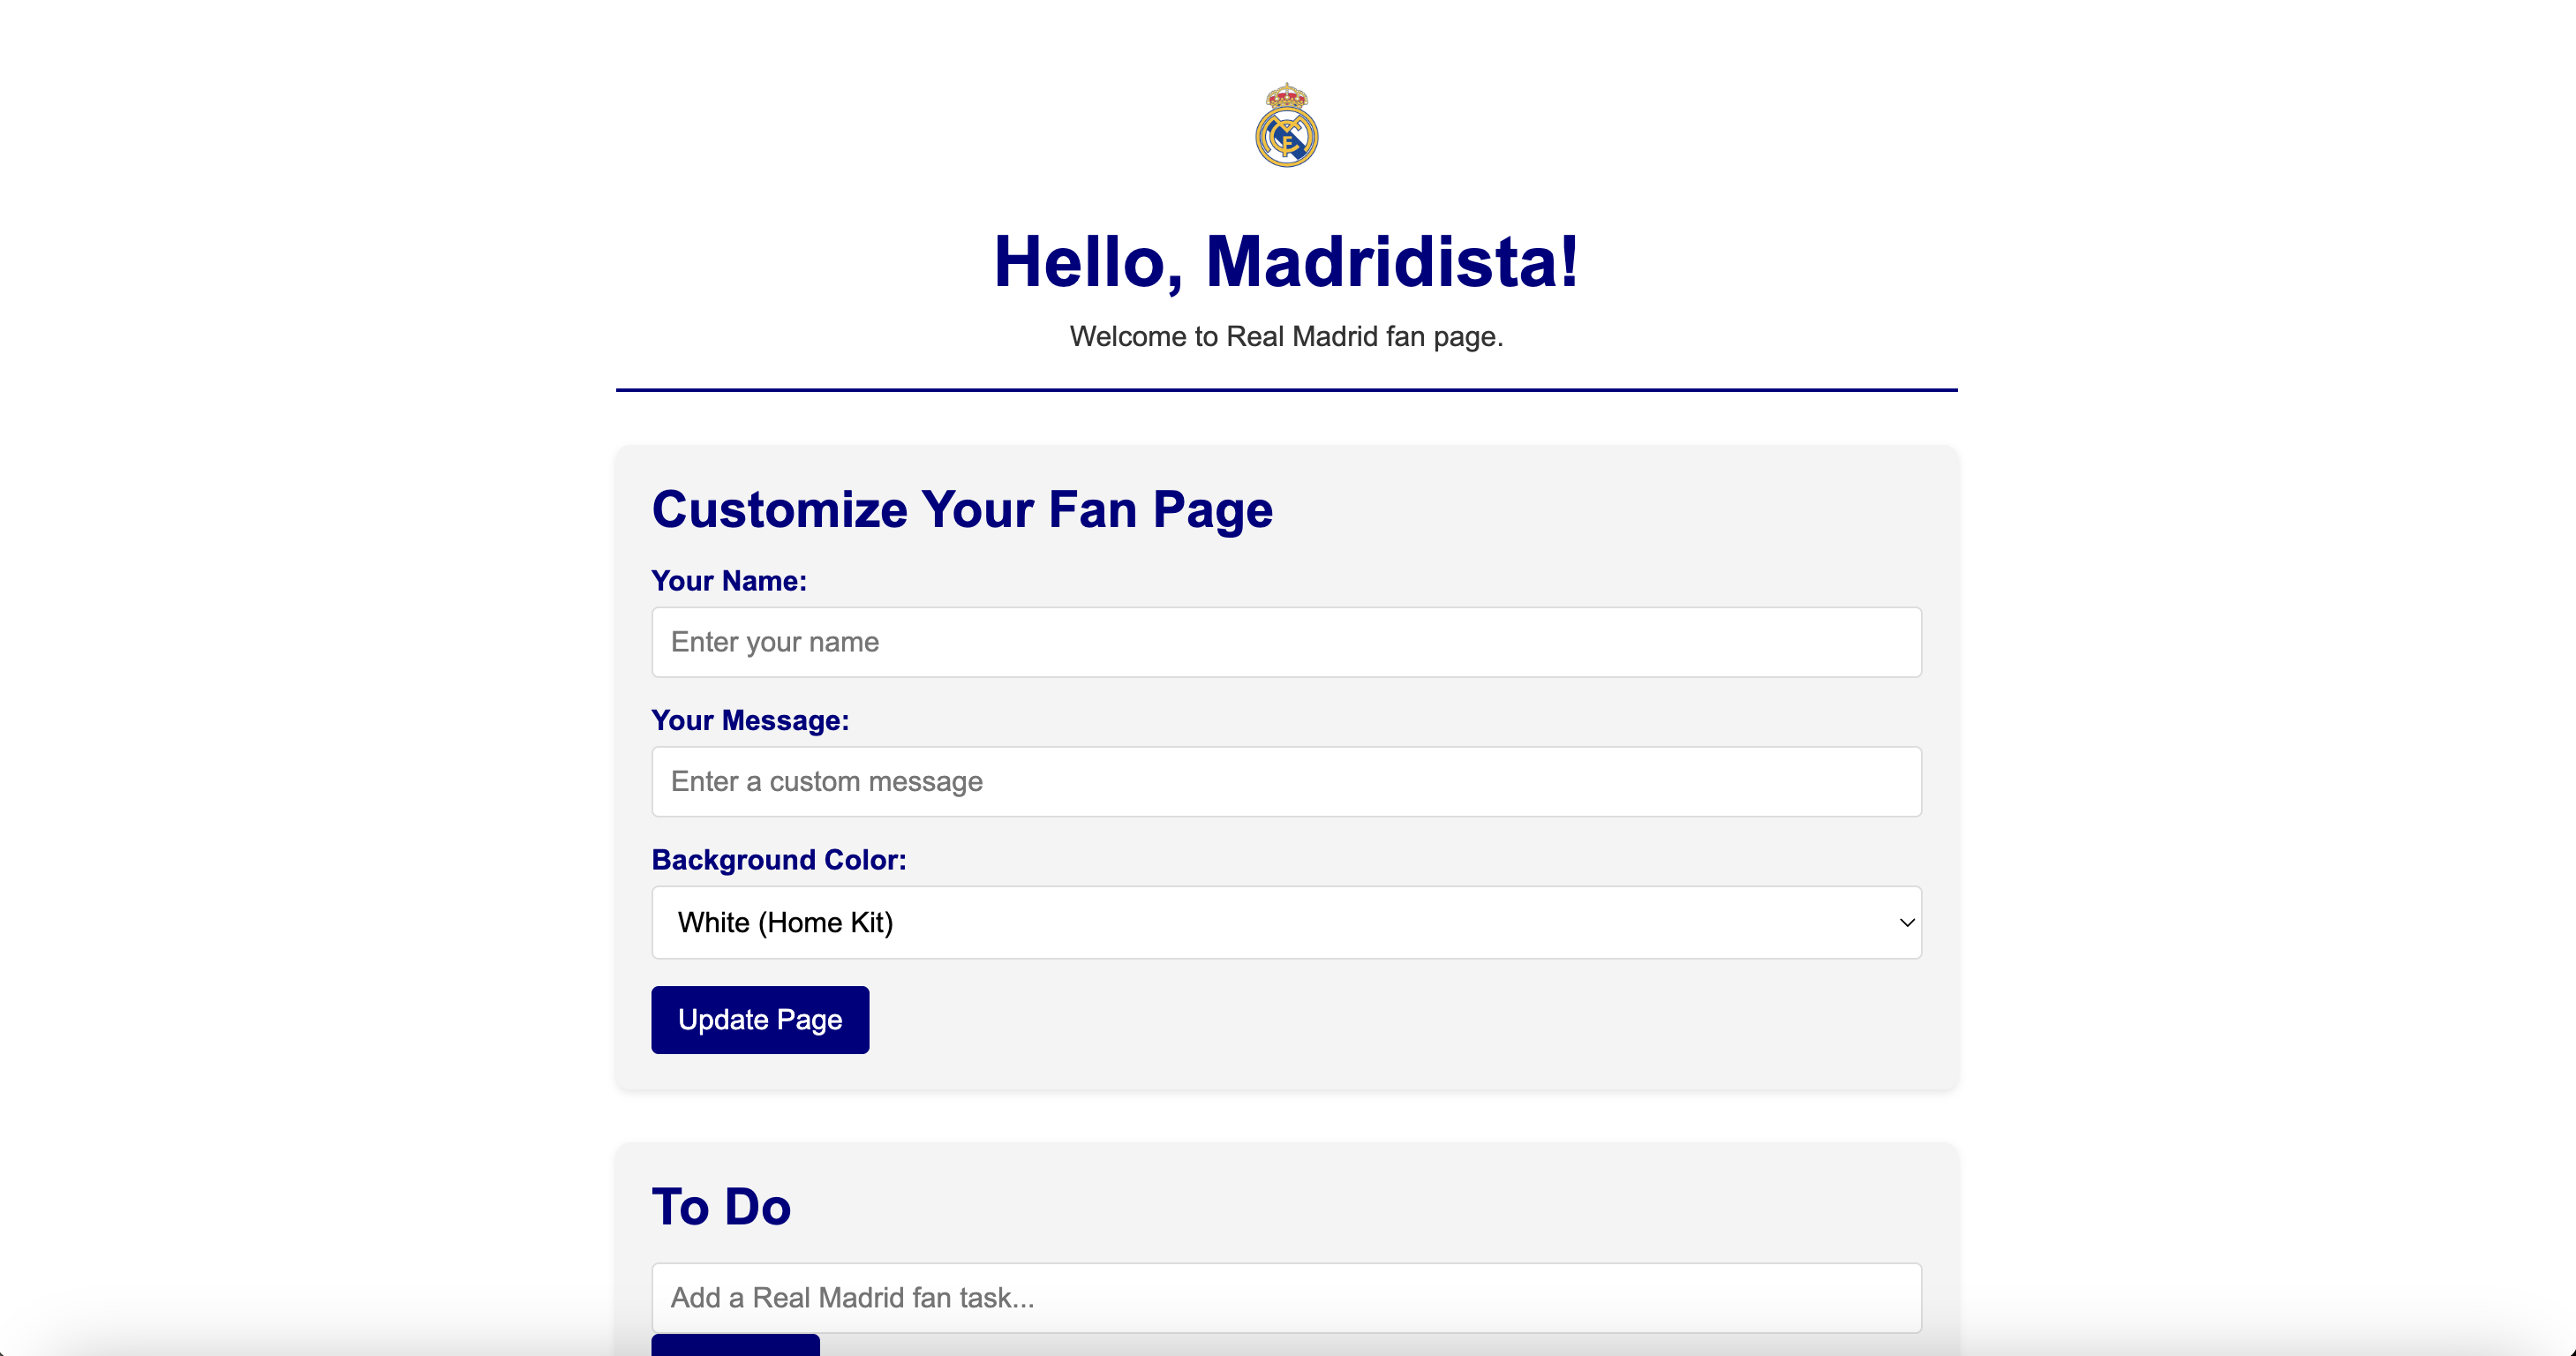 Hello, Madridista!
Welcome to Real Madrid fan page.
Customize Your Fan Page
Your Name:
Enter your name
Your Message:
Enter a custom message
Background Color:
White (Home Kit)
Update Page
To Do
Add a Real Madrid fan task...